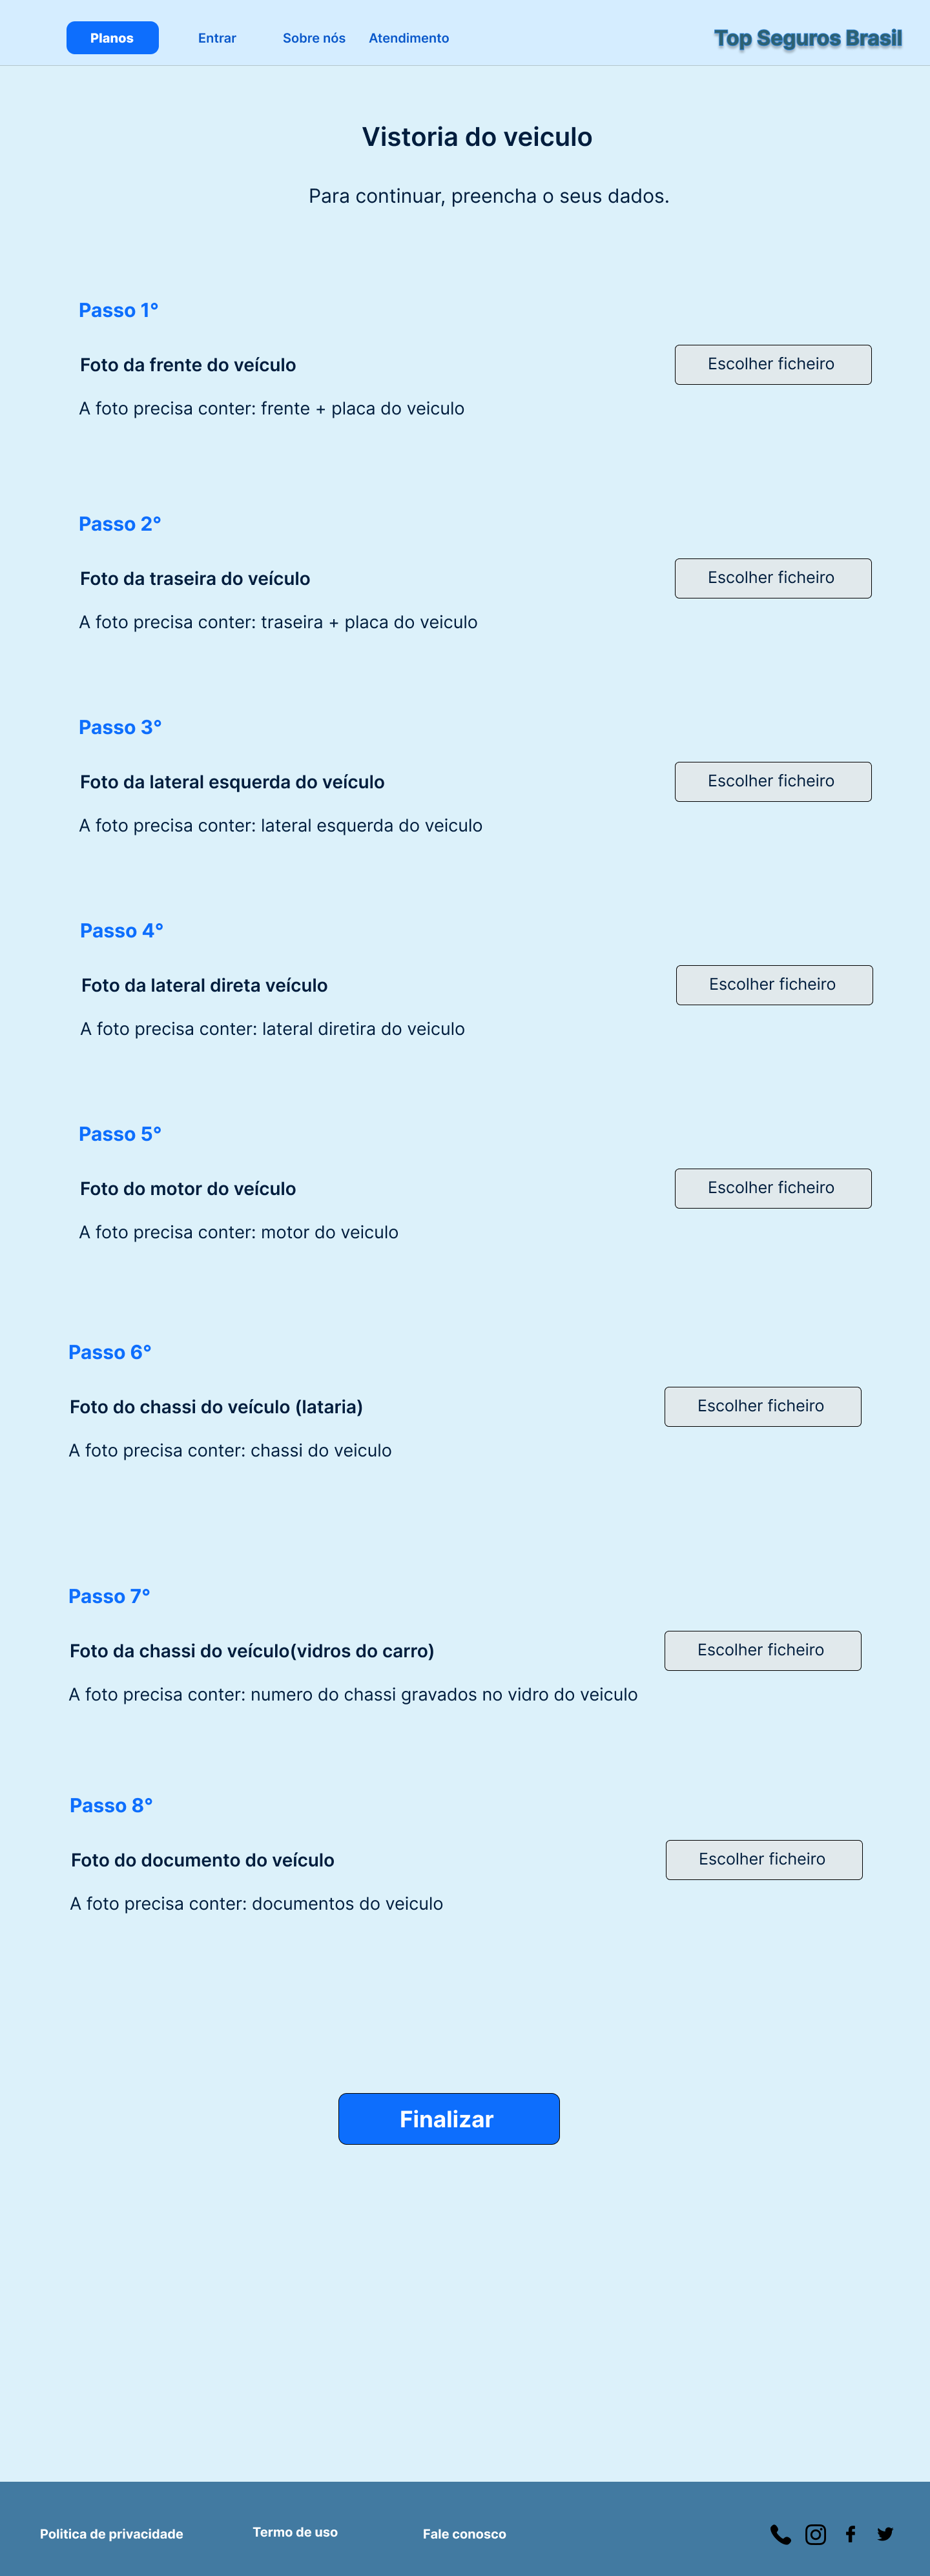 Planos
Entrar
Sobre nós
Atendimento
Top Seguros Brasil
Vistoria do veiculo
Para continuar, preencha o seus dados.
Passo 1°
Foto da frente do veículo
Escolher ficheiro
A foto precisa conter: frente + placa do veiculo
Passo 2°
Foto da traseira do veículo
Escolher ficheiro
A foto precisa conter: traseira + placa do veiculo
Passo 3°
Foto da lateral esquerda do veículo
Escolher ficheiro
A foto precisa conter: lateral esquerda do veiculo
Passo 4°
Foto da lateral direta veículo
Escolher ficheiro
A foto precisa conter: lateral diretira do veiculo
Passo 5°
Foto do motor do veículo
Escolher ficheiro
A foto precisa conter: motor do veiculo
Passo 6°
Foto do chassi do veículo (lataria)
Escolher ficheiro
A foto precisa conter: chassi do veiculo
Passo 7°
Foto da chassi do veículo(vidros do carro)
Escolher ficheiro
A foto precisa conter: numero do chassi gravados no vidro do veiculo
Passo 8°
Foto do documento do veículo
Escolher ficheiro
A foto precisa conter: documentos do veiculo
Finalizar
Politica de privacidade
Termo de uso
Fale conosco